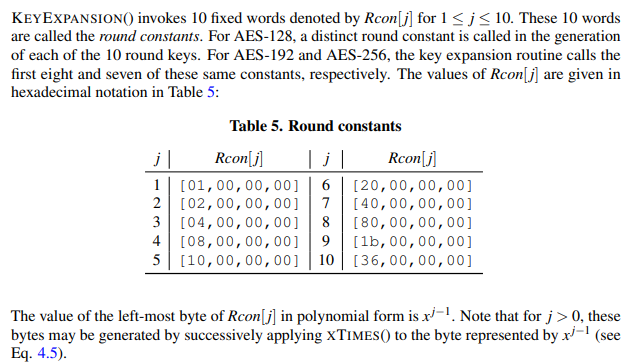 KEYEXPANSION() invokes 10 fixed words denoted by Rcon[j] for 1 ≤ j ≤ 10. These 10 words
are called the round constants. For AES-128, a distinct round constant is called in the generation
of each of the 10 round keys. For AES-192 and AES-256, the key expansion routine calls the
first eight and seven of these same constants, respectively. The values of Rcon[j] are given in
hexadecimal notation in Table 5:
Table 5. Round constants
j Rcon[j] j Rcon[j]
1 [01,00,00,00] 6 [20,00,00,00]
2 [02,00,00,00] 7 [40,00,00,00]
3 [04,00,00,00] 8 [80,00,00,00]
4 [08,00,00,00] 9 [1b,00,00,00]
5 [10,00,00,00] 10 [36,00,00,00]
The value of the left-most byte of Rcon[j] in polynomial form is x^{j−1}. Note that for j > 0, these
bytes may be generated by successively applying XTIMES() to the byte represented by x^{j−1} (see
Eq. 4.5).